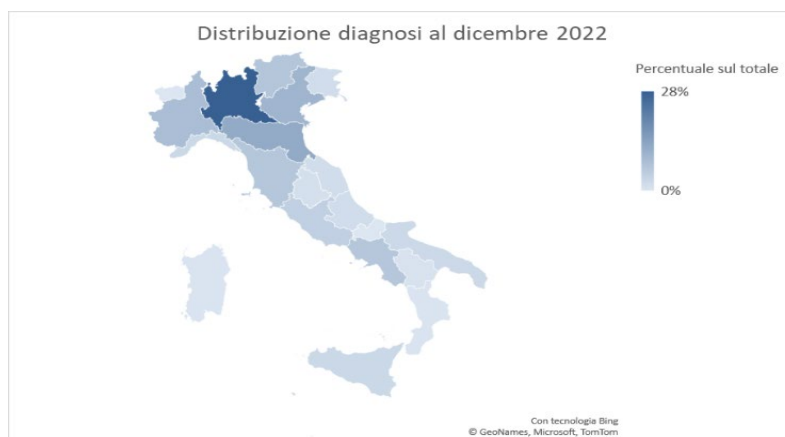 Distribuzione diagnosi al dicembre 2022
Percentuale sul totale
28%
0%
Con tecnologia Bing
© GeoNames, Microsoft, TomTom